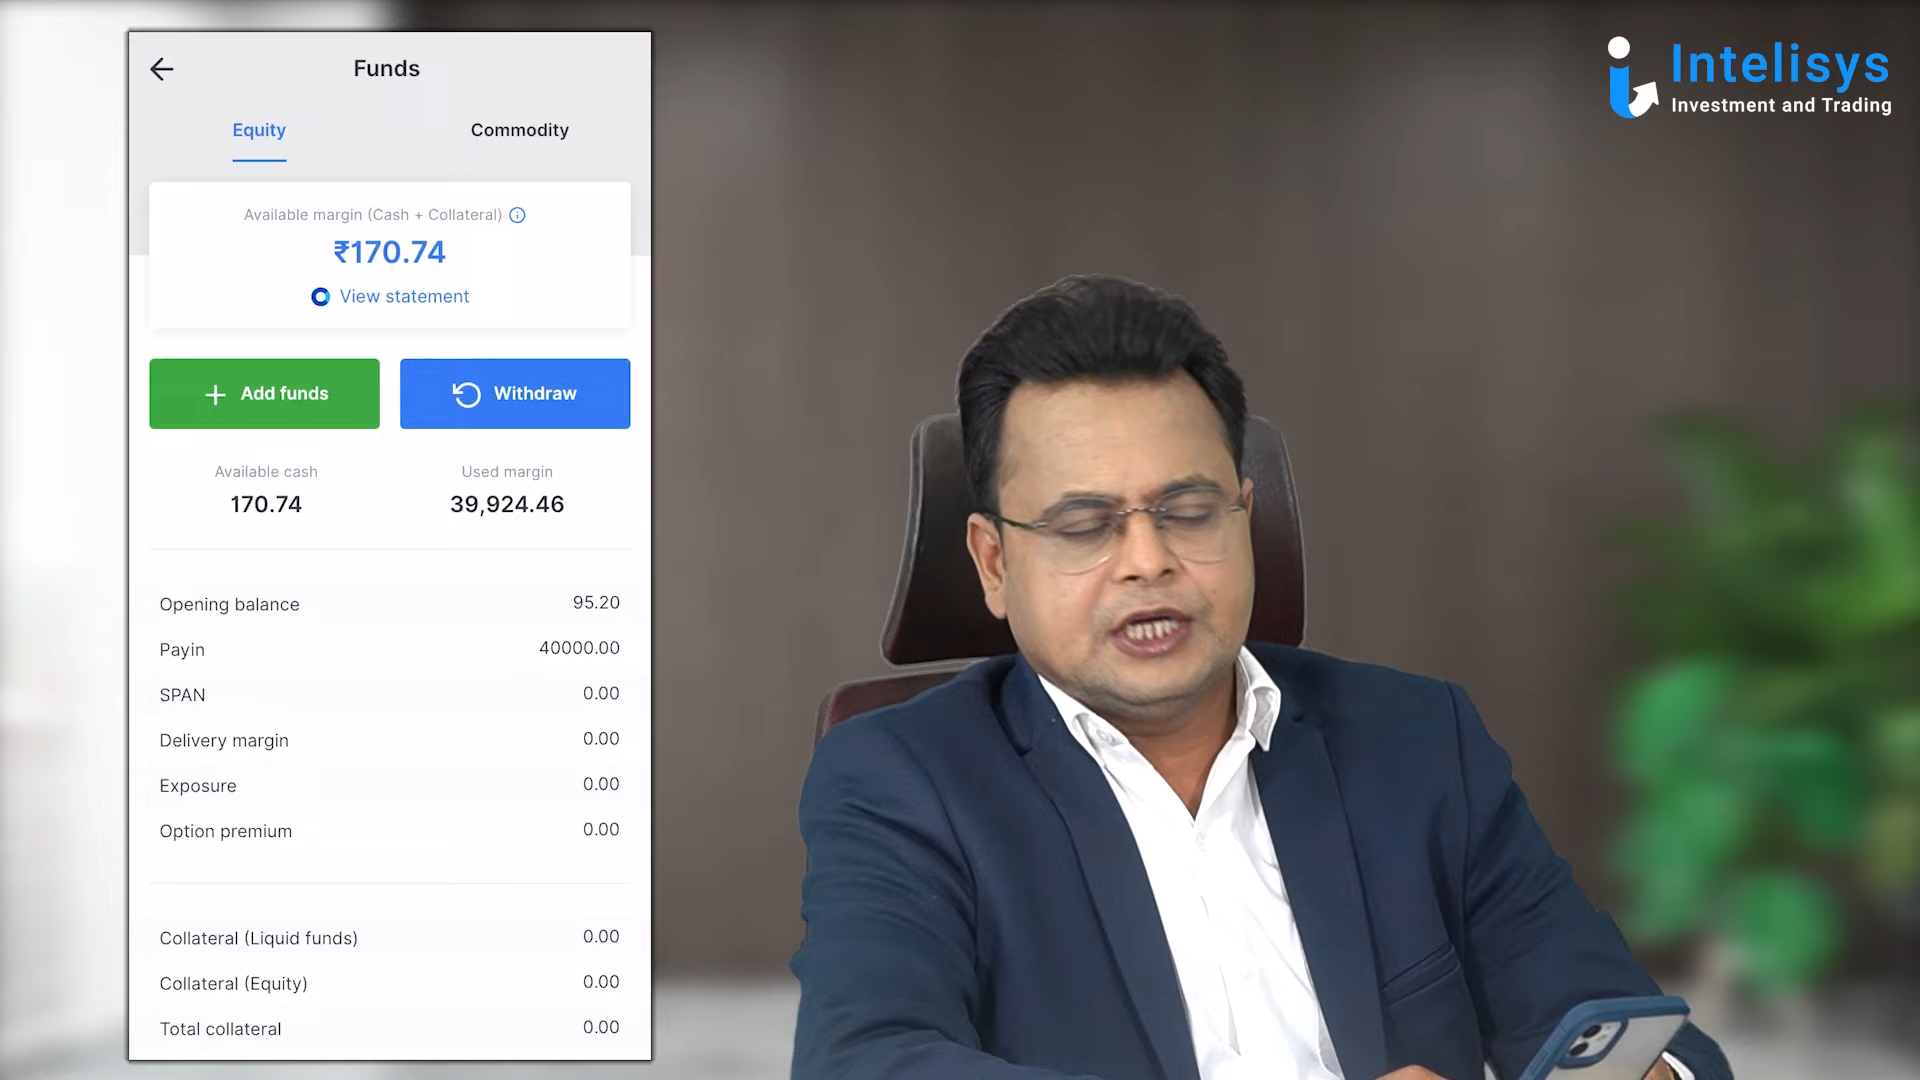 Funds
Equity
Commodity
Available margin (Cash + Collateral)
₹170.74
View statement
Add funds
Withdraw
Available cash
Used margin
170.74
39,924.46
Opening balance 95.20
Payin 40000.00
SPAN 0.00
Delivery margin 0.00
Exposure 0.00
Option premium 0.00
Collateral (Liquid funds) 0.00
Collateral (Equity) 0.00
Total collateral 0.00
Intelisys
Investment and Trading